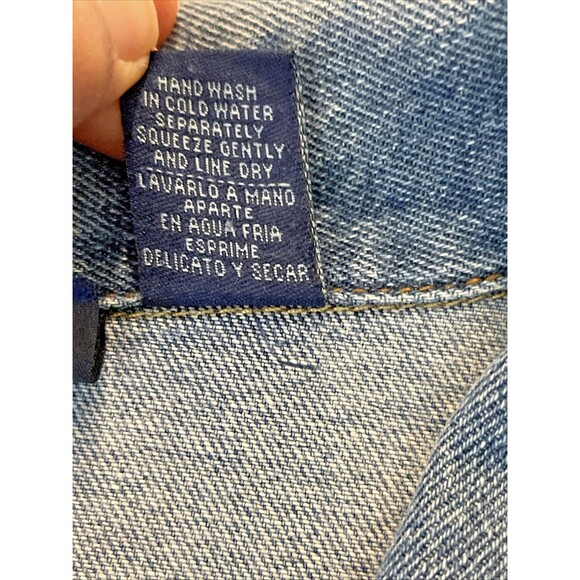 HAND WASH
IN COLD WATER
SEPARATELY
SQUEEZE GENTLY
AND LINE DRY
LAVARLO A MANO
APARTE
EN AGUA FRIA
ESPRIME
DELICATO Y SECAR